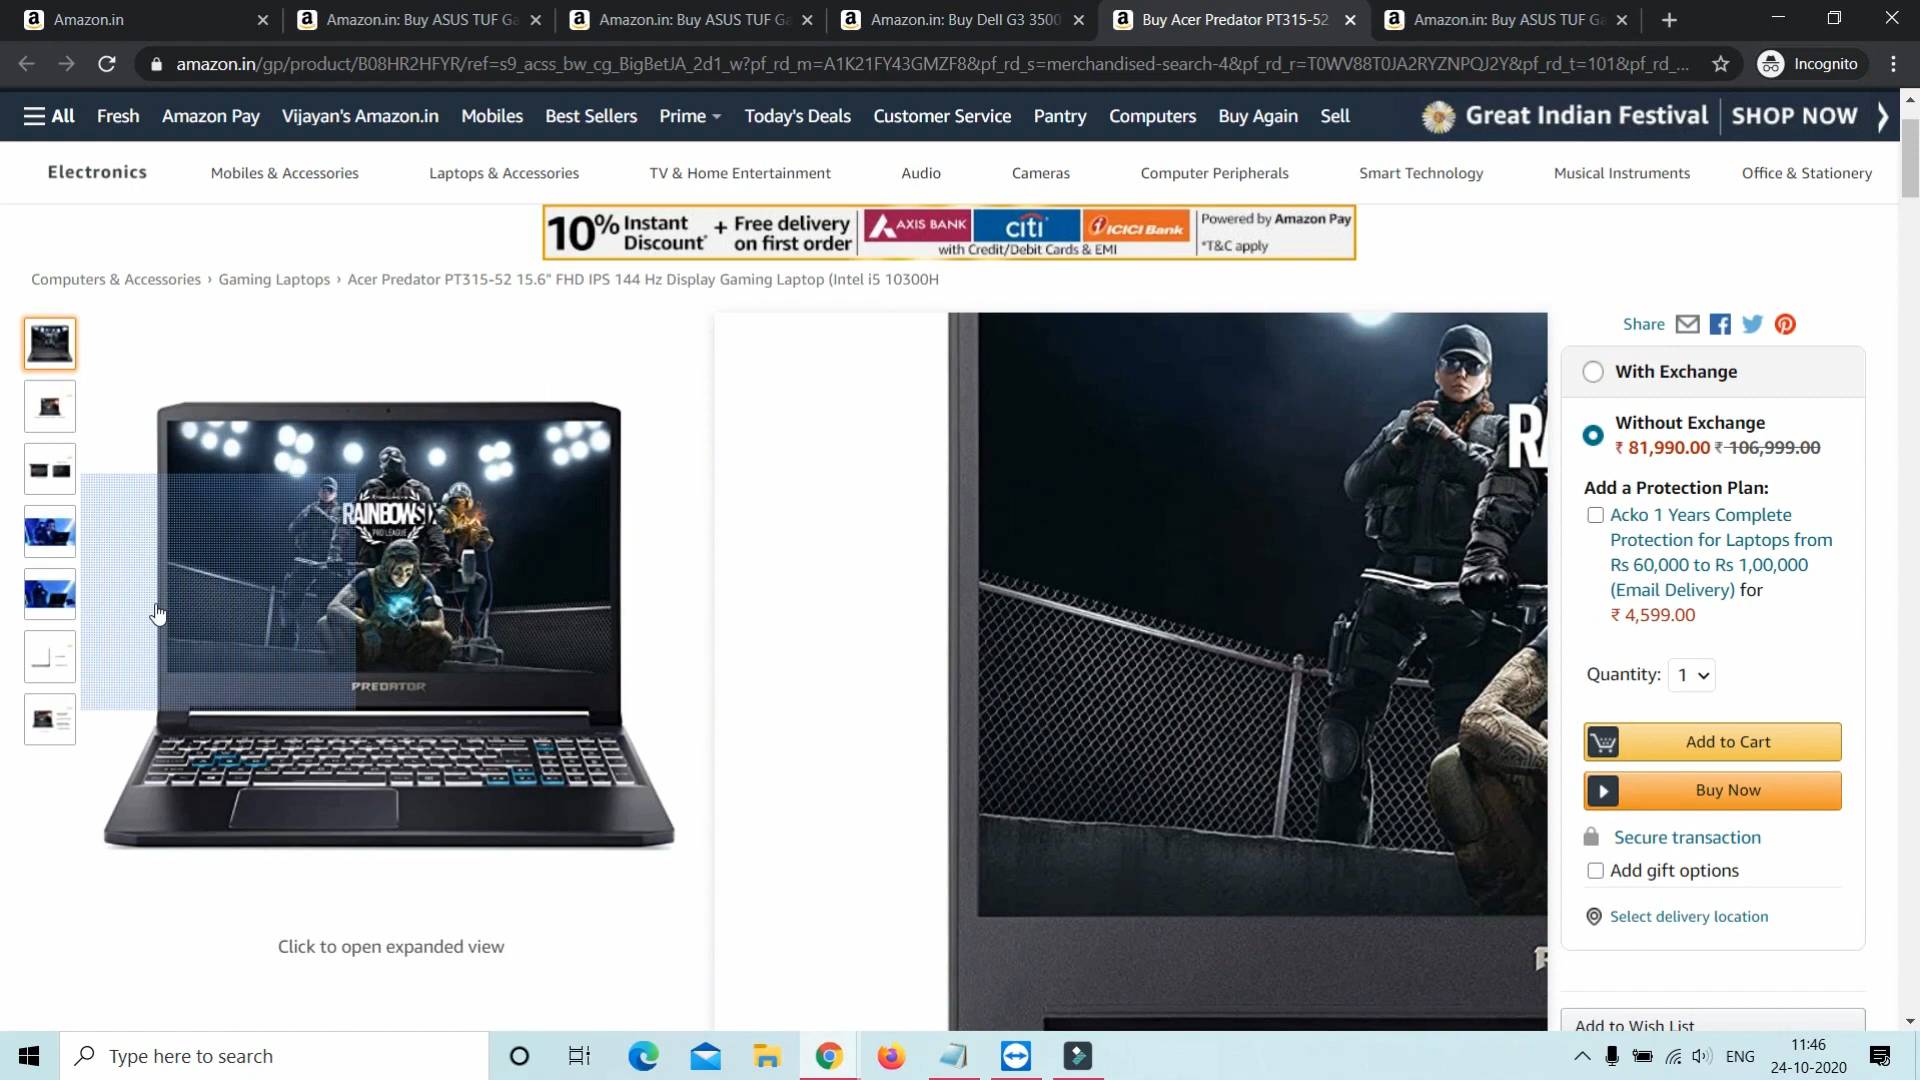 Amazon.in
Amazon.in: Buy ASUS TUF Ga
Amazon.in: Buy ASUS TUF Ga
Amazon.in: Buy Dell G3 3500
Buy Acer Predator PT315-52
Amazon.in: Buy ASUS TUF Ga
amazon.in/gp/product/B08HR2HFYR/ref=s9_acss_bw_cg_BigBetJA_2d1_w?pf_rd_m=A1K21FY43GMZF8&pf_rd_s=merchandised-search-4&pf_rd_r=T0WV88T0JA2RYZNPQJ2Y&pf_rd_t=101&pf_rd_...
Incognito
All Fresh Amazon Pay Vijayan's Amazon.in Mobiles Best Sellers Prime Today's Deals Customer Service Pantry Computers Buy Again Sell
Great Indian Festival SHOP NOW
Electronics Mobiles & Accessories Laptops & Accessories TV & Home Entertainment Audio Cameras Computer Peripherals Smart Technology Musical Instruments Office & Stationery
10% Instant Discount* + Free delivery on first order
AXIS BANK citi ICICI Bank
with Credit/Debit Cards & EMI
Powered by Amazon Pay
*T&C apply
Computers & Accessories › Gaming Laptops › Acer Predator PT315-52 15.6" FHD IPS 144 Hz Display Gaming Laptop (Intel i5 10300H
Share
With Exchange
Without Exchange
₹ 81,990.00 ₹ 106,999.00
Add a Protection Plan:
Acko 1 Years Complete
Protection for Laptops from
Rs 60,000 to Rs 1,00,000
(Email Delivery) for
₹ 4,599.00
Quantity: 1
Add to Cart
Buy Now
Secure transaction
Add gift options
Select delivery location
Add to Wish List
RAINBOWSIX
PRO LEAGUE
PREDATOR
Click to open expanded view
Type here to search
ENG
11:46
24-10-2020